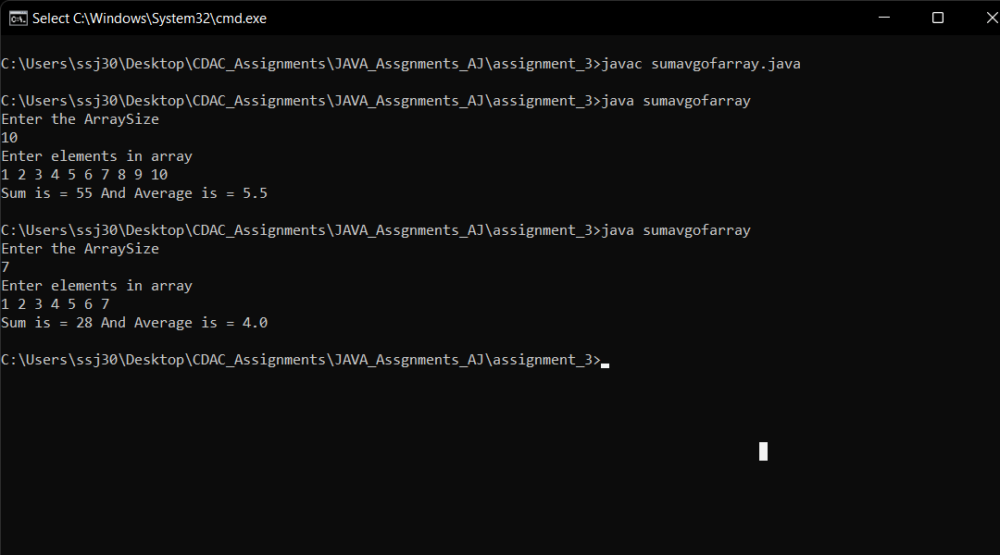 Select C:\Windows\System32\cmd.exe
C:\Users\ssj30\Desktop\CDAC_Assignments\JAVA_Assgnments_AJ\assignment_3>javac sumavgofarray.java
C:\Users\ssj30\Desktop\CDAC_Assignments\JAVA_Assgnments_AJ\assignment_3>java sumavgofarray
Enter the ArraySize
10
Enter elements in array
1 2 3 4 5 6 7 8 9 10
Sum is = 55 And Average is = 5.5
C:\Users\ssj30\Desktop\CDAC_Assignments\JAVA_Assgnments_AJ\assignment_3>java sumavgofarray
Enter the ArraySize
7
Enter elements in array
1 2 3 4 5 6 7
Sum is = 28 And Average is = 4.0
C:\Users\ssj30\Desktop\CDAC_Assignments\JAVA_Assgnments_AJ\assignment_3>